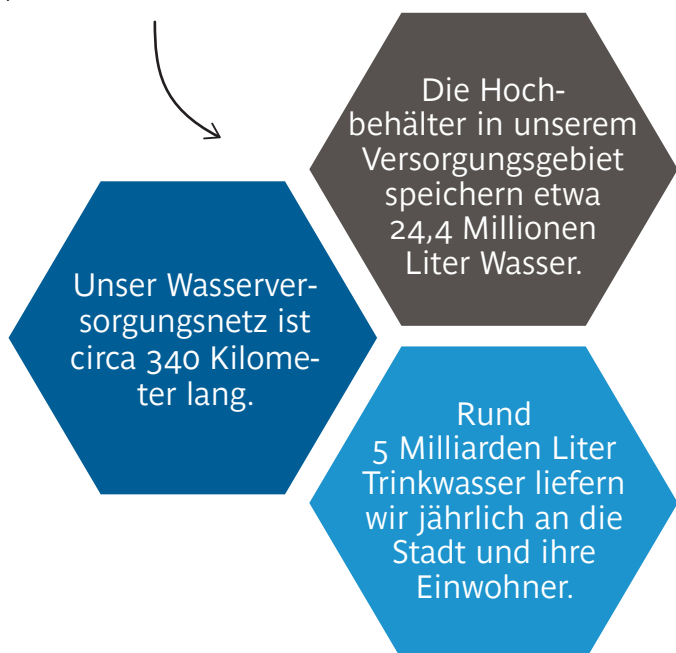 Die Hoch-
behälter in unserem
Versorgungsgebiet
speichern etwa
24,4 Millionen
Liter Wasser.
Unser Wasserver-
sorgungsnetz ist
circa 340 Kilome-
ter lang.
Rund
5 Milliarden Liter
Trinkwasser liefern
wir jährlich an die
Stadt und ihre
Einwohner.